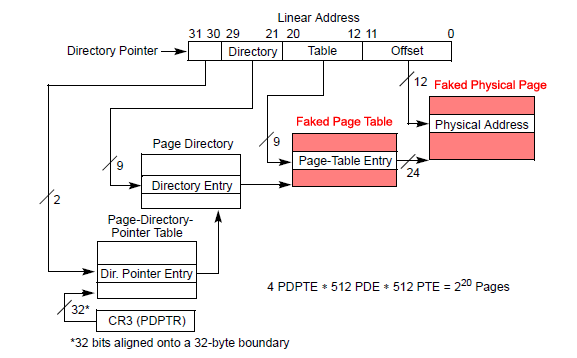 Linear Address
31 30 29 21 20 12 11 0
Directory Pointer
Directory
Table
Offset
12
Faked Physical Page
Physical Address
Faked Page Table
9
Page-Table Entry
24
Page Directory
9
Directory Entry
2
Page-Directory-
Pointer Table
Dir. Pointer Entry
4 PDPTE * 512 PDE * 512 PTE = 2²⁰ Pages
32*
CR3 (PDPTR)
*32 bits aligned onto a 32-byte boundary